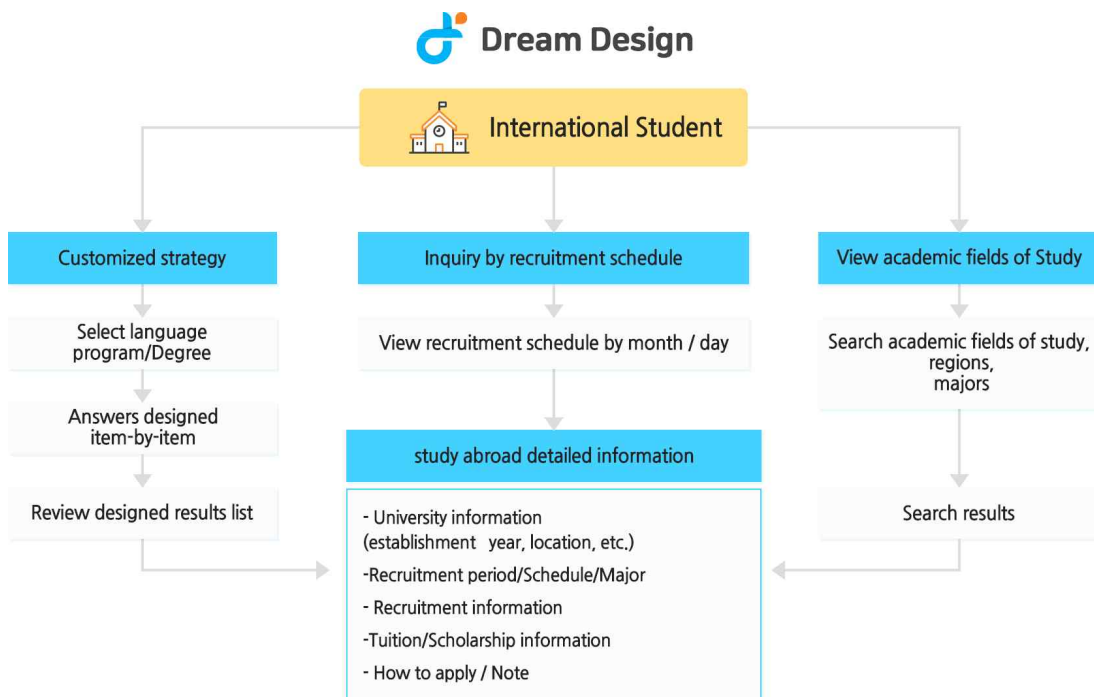 Dream Design
International Student
Customized strategy
Select language
program/Degree
Answers designed
item-by-item
Review designed results list
Inquiry by recruitment schedule
View recruitment schedule by month / day
study abroad detailed information
- University information
(establishment year, location, etc.)
-Recruitment period/Schedule/Major
- Recruitment information
-Tuition/Scholarship information
- How to apply / Note
View academic fields of Study
Search academic fields of study,
regions,
majors
Search results